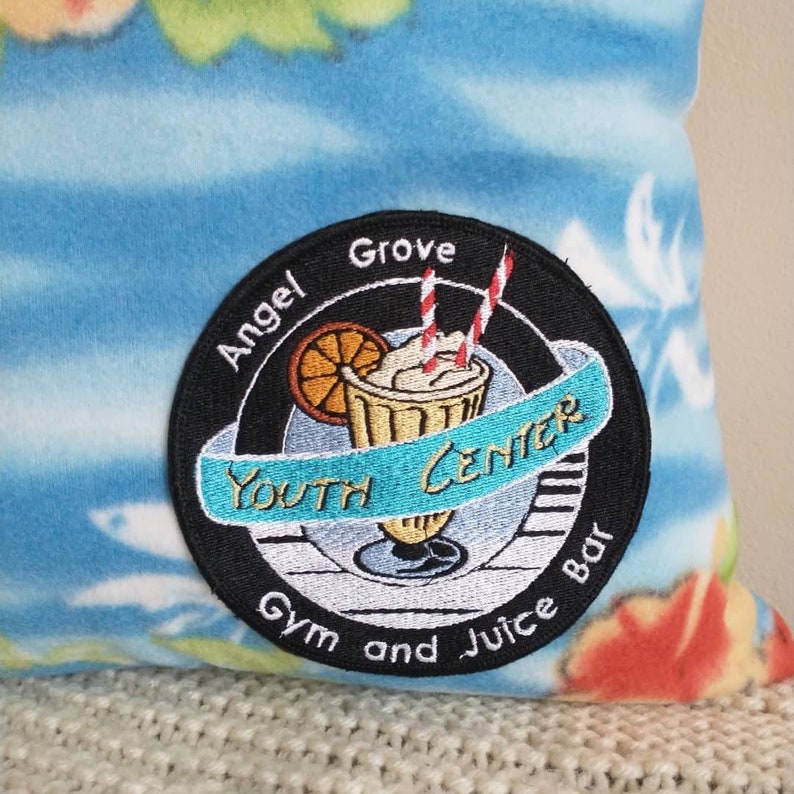 Angel Grove
YOUTH CENTER
Gym and Juice Bar